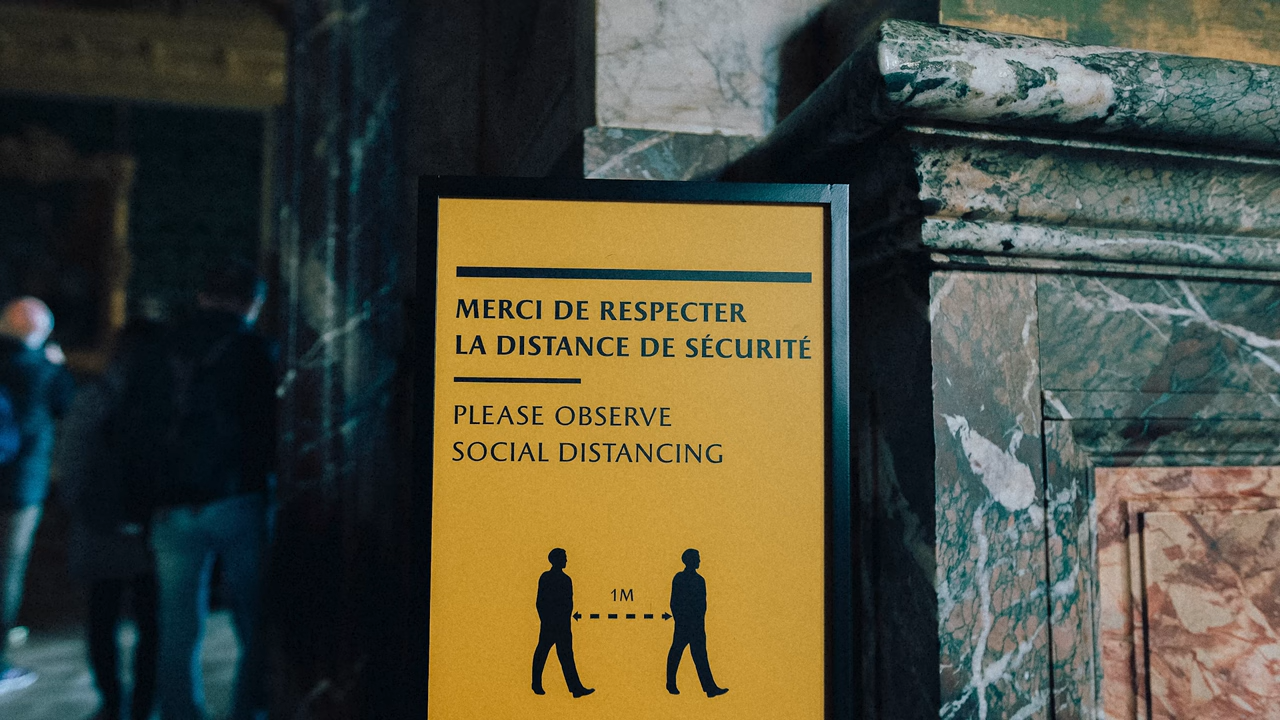 MERCI DE RESPECTER
LA DISTANCE DE SÉCURITÉ
PLEASE OBSERVE
SOCIAL DISTANCING
1M